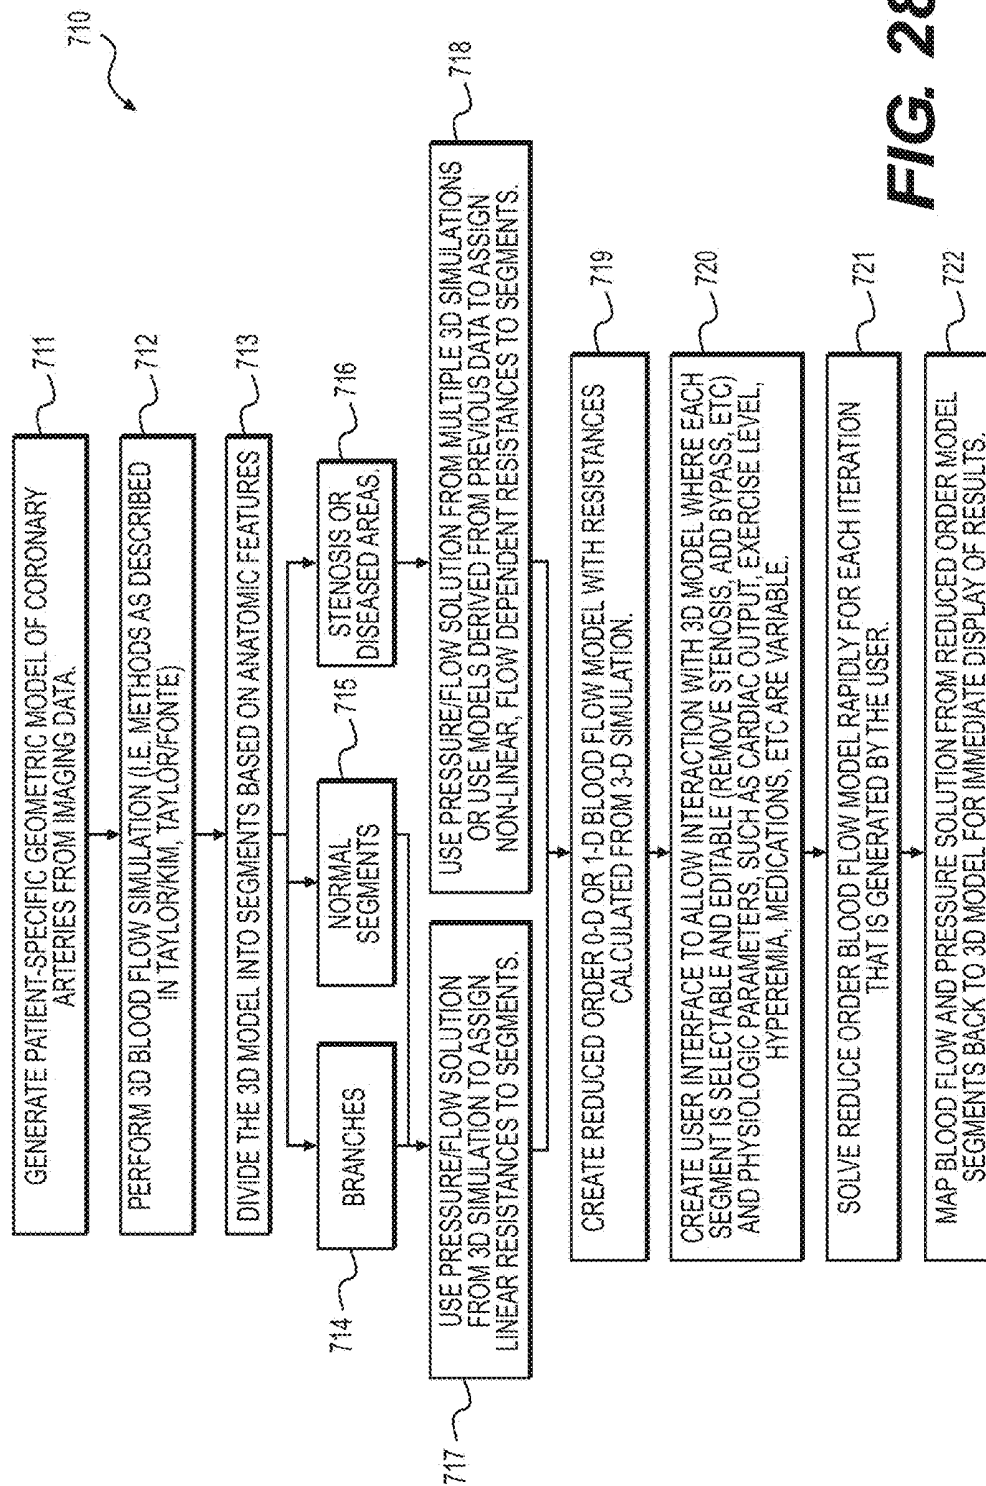 710
GENERATE PATIENT-SPECIFIC GEOMETRIC MODEL OF CORONARY
ARTERIES FROM IMAGING DATA.
711
PERFORM 3D BLOOD FLOW SIMULATION (I.E. METHODS AS DESCRIBED
IN TAYLOR/KIM, TAYLOR/FONTE)
712
DIVIDE THE 3D MODEL INTO SEGMENTS BASED ON ANATOMIC FEATURES
713
714
BRANCHES
NORMAL
SEGMENTS
715
STENOSIS OR
DISEASED AREAS.
716
717
USE PRESSURE/FLOW SOLUTION
FROM 3D SIMULATION TO ASSIGN
LINEAR RESISTANCES TO SEGMENTS.
USE PRESSURE/FLOW SOLUTION FROM MULTIPLE 3D SIMULATIONS
OR USE MODELS DERIVED FROM PREVIOUS DATA TO ASSIGN
NON-LINEAR, FLOW DEPENDENT RESISTANCES TO SEGMENTS.
718
CREATE REDUCED ORDER 0-D OR 1-D BLOOD FLOW MODEL WITH RESISTANCES
CALCULATED FROM 3-D SIMULATION.
719
CREATE USER INTERFACE TO ALLOW INTERACTION WITH 3D MODEL WHERE EACH
SEGMENT IS SELECTABLE AND EDITABLE (REMOVE STENOSIS, ADD BYPASS, ETC)
AND PHYSIOLOGIC PARAMETERS, SUCH AS CARDIAC OUTPUT, EXERCISE LEVEL,
HYPEREMIA, MEDICATIONS, ETC ARE VARIABLE.
720
SOLVE REDUCE ORDER BLOOD FLOW MODEL RAPIDLY FOR EACH ITERATION
THAT IS GENERATED BY THE USER.
721
MAP BLOOD FLOW AND PRESSURE SOLUTION FROM REDUCED ORDER MODEL
SEGMENTS BACK TO 3D MODEL FOR IMMEDIATE DISPLAY OF RESULTS.
722
FIG. 28